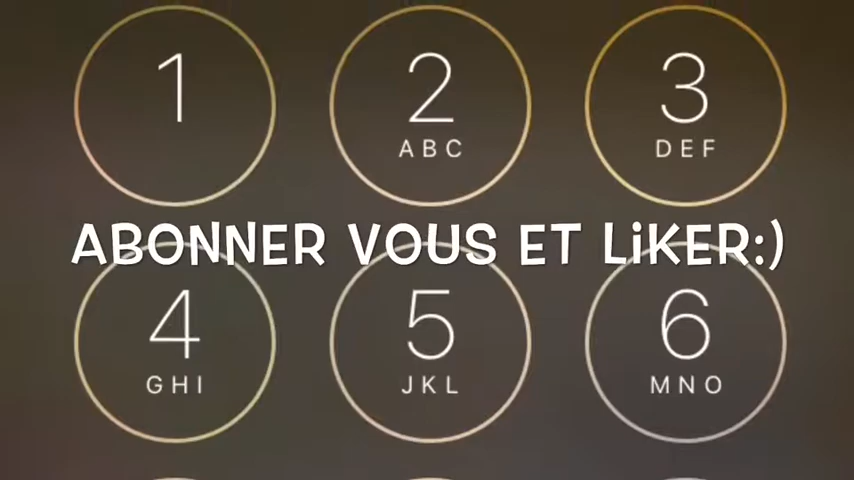 1 2 3
ABC DEF
ABONNER VOUS ET LiKER:)
4 5 6
GHI JKL MNO